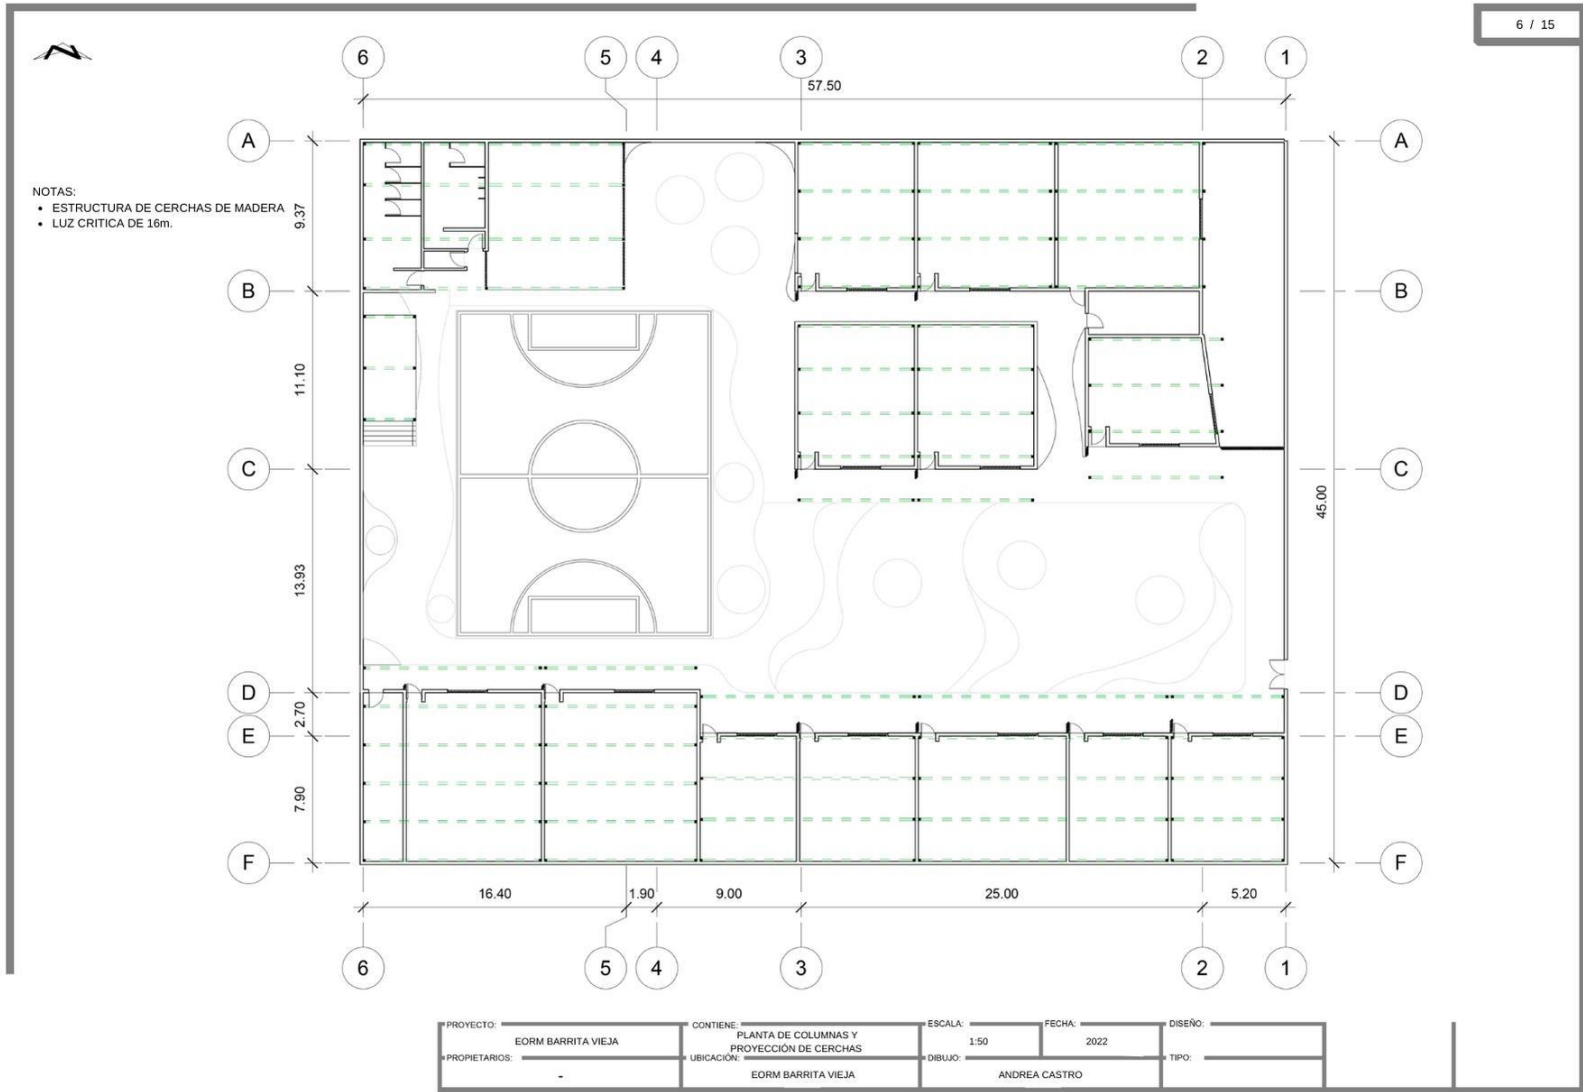 6 / 15
N
6
5
4
3
2
1
57.50
A
A
NOTAS:
• ESTRUCTURA DE CERCHAS DE MADERA
• LUZ CRITICA DE 16m.
9.37
B
B
11.10
C
C
45.00
13.93
D
D
2.70
E
E
7.90
F
F
16.40
1.90
9.00
25.00
5.20
6
5
4
3
2
1
PROYECTO:
EORM BARRITA VIEJA
CONTIENE:
PLANTA DE COLUMNAS Y
PROYECCIÓN DE CERCHAS
ESCALA:
1:50
FECHA:
2022
DISEÑO:
PROPIETARIOS:
-
UBICACIÓN:
EORM BARRITA VIEJA
DIBUJO:
ANDREA CASTRO
TIPO: